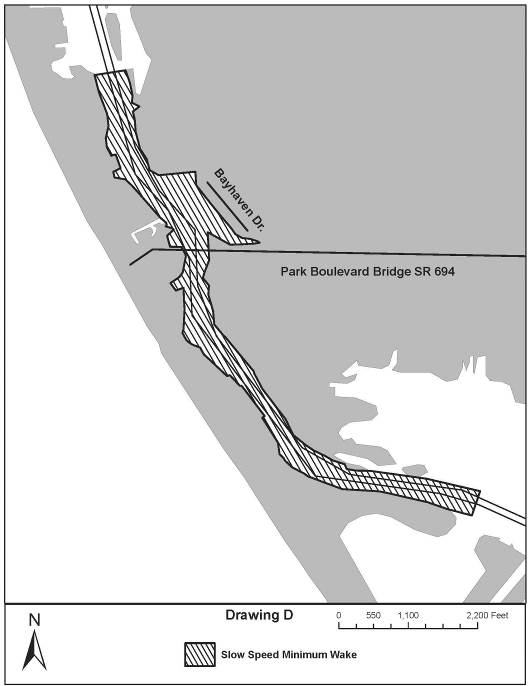 Bayhaven Dr.
Park Boulevard Bridge SR 694
Drawing D
0 550 1,100 2,200 Feet
N
Slow Speed Minimum Wake